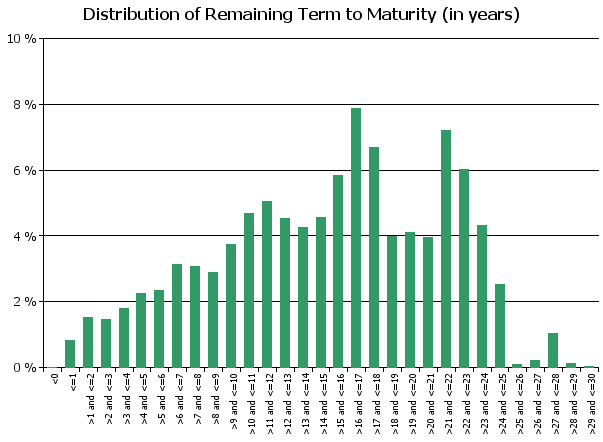 Distribution of Remaining Term to Maturity (in years)
10 %
8 %
6 %
4 %
2 %
0 %
<0
<=1
>1 and <=2
>2 and <=3
>3 and <=4
>4 and <=5
>5 and <=6
>6 and <=7
>7 and <=8
>8 and <=9
>9 and <=10
>10 and <=11
>11 and <=12
>12 and <=13
>13 and <=14
>14 and <=15
>15 and <=16
>16 and <=17
>17 and <=18
>18 and <=19
>19 and <=20
>20 and <=21
>21 and <=22
>22 and <=23
>23 and <=24
>24 and <=25
>25 and <=26
>26 and <=27
>27 and <=28
>28 and <=29
>29 and <=30